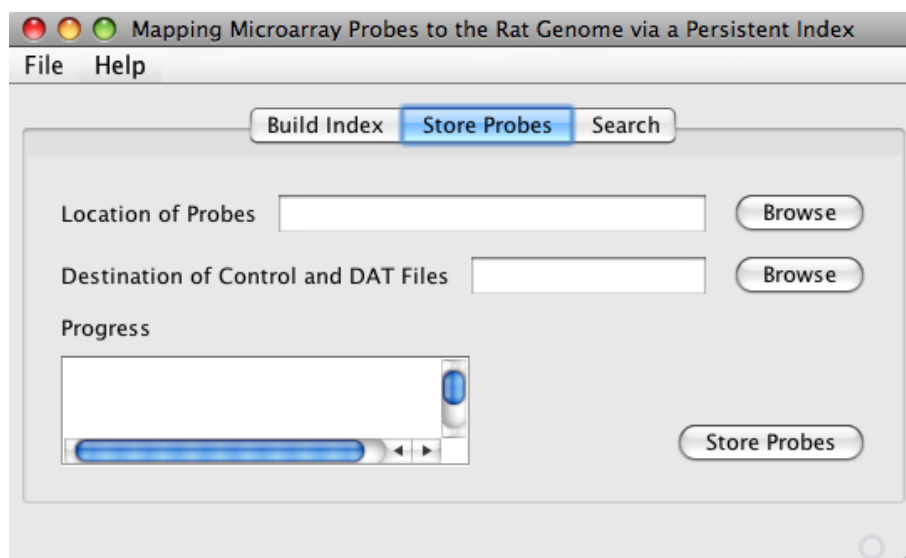 Mapping Microarray Probes to the Rat Genome via a Persistent Index
File Help
Build Index Store Probes Search
Location of Probes Browse
Destination of Control and DAT Files Browse
Progress
Store Probes